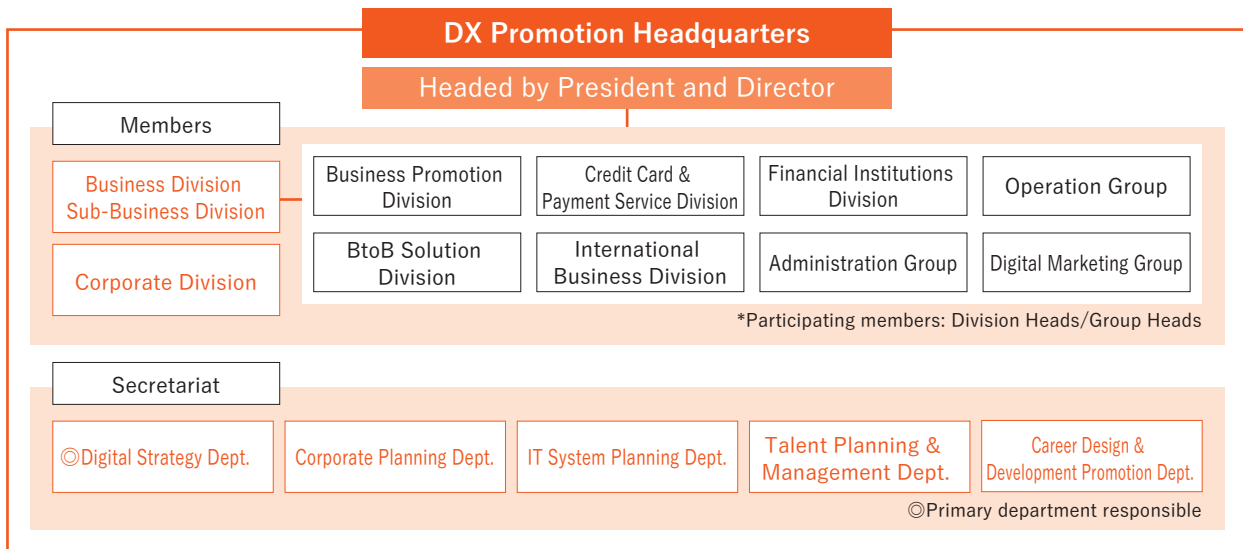 DX Promotion Headquarters
Headed by President and Director
Members
Business Division
Sub-Business Division
Corporate Division
Business Promotion
Division
Credit Card &
Payment Service Division
Financial Institutions
Division
Operation Group
BtoB Solution
Division
International
Business Division
Administration Group
Digital Marketing Group
*Participating members: Division Heads/Group Heads
Secretariat
◎Digital Strategy Dept.
Corporate Planning Dept.
IT System Planning Dept.
Talent Planning &
Management Dept.
Career Design &
Development Promotion Dept.
◎Primary department responsible